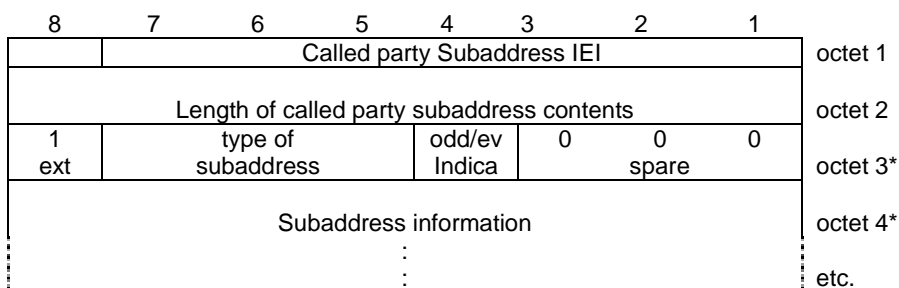 8 7 6 5 4 3 2 1
Called party Subaddress IEI octet 1
Length of called party subaddress contents octet 2
1 type of odd/ev 0 0 0
ext subaddress Indica spare octet 3*
Subaddress information octet 4*
:
: etc.